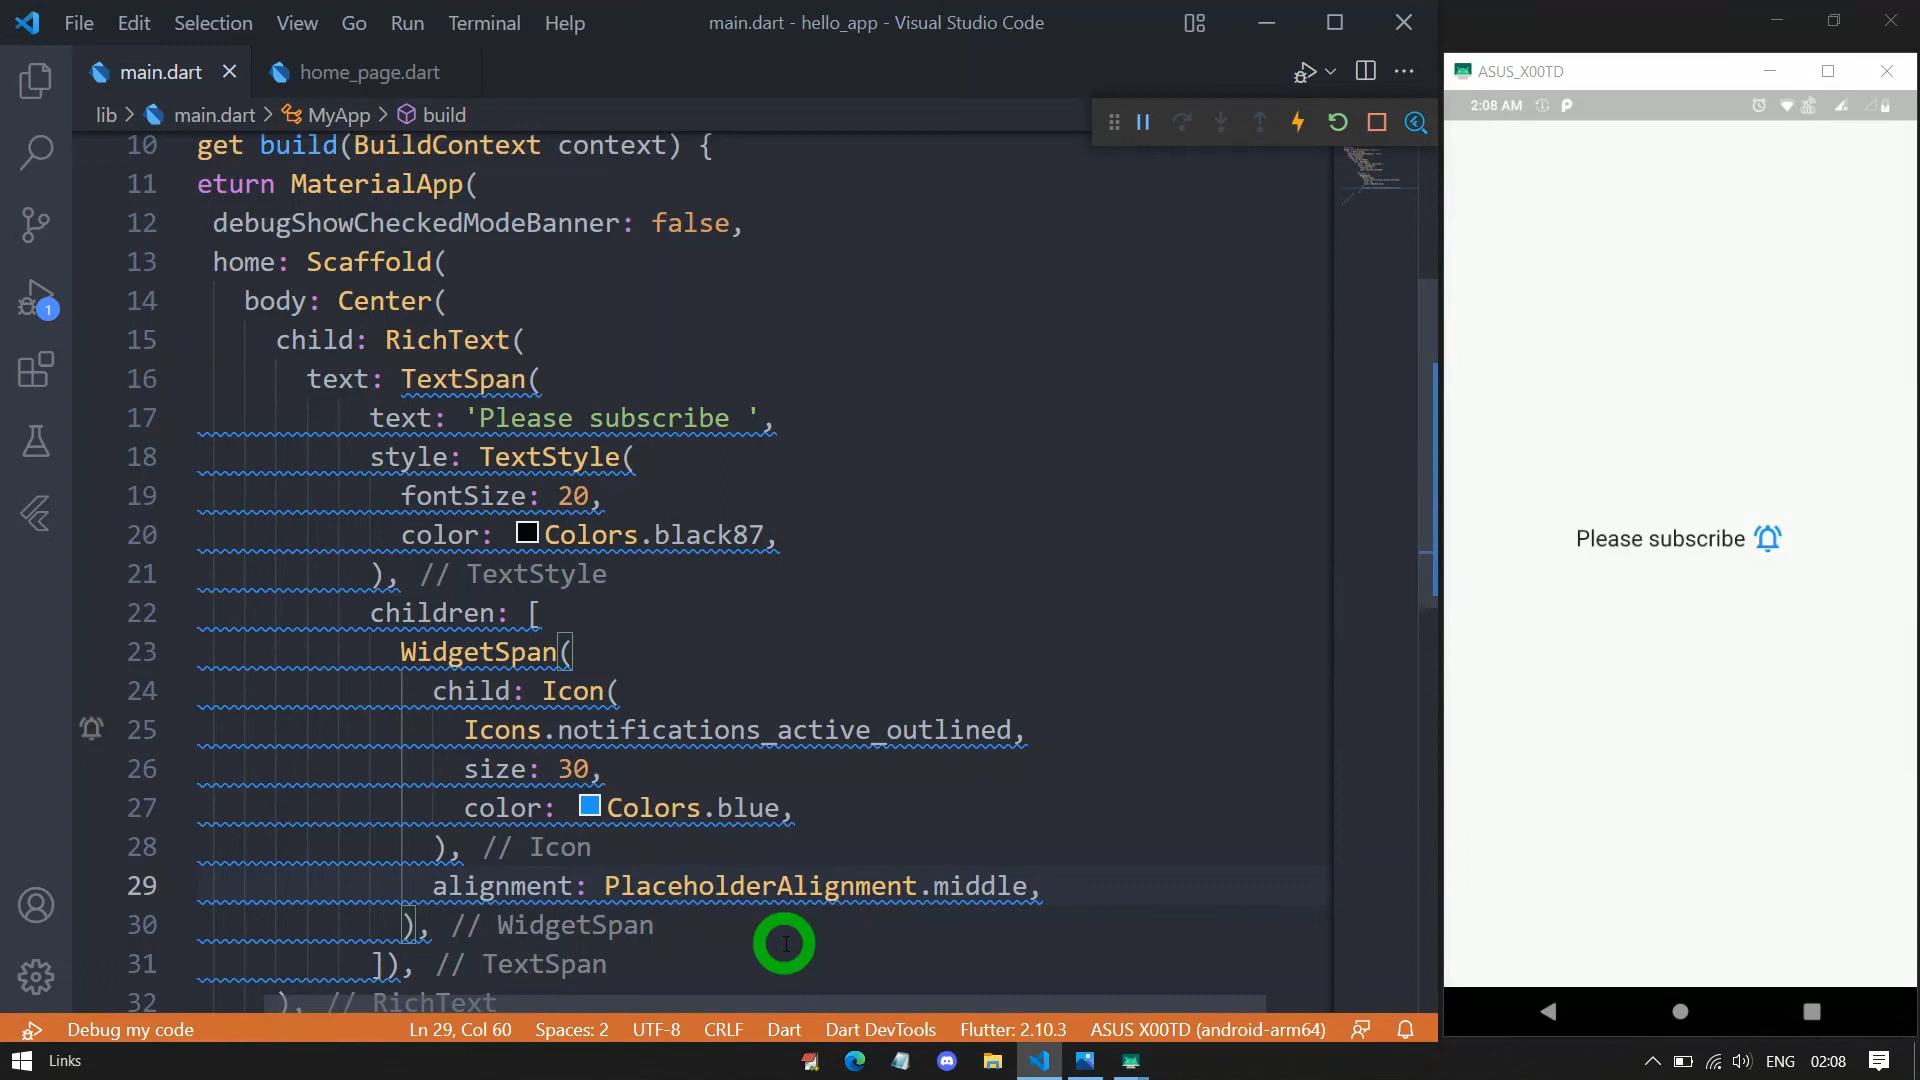 File Edit Selection View Go Run Terminal Help main.dart - hello_app - Visual Studio Code
main.dart home_page.dart
lib > main.dart > MyApp > build
10 get build(BuildContext context) {
11 eturn MaterialApp(
12 debugShowCheckedModeBanner: false,
13 home: Scaffold(
14 body: Center(
15 child: RichText(
16 text: TextSpan(
17 text: 'Please subscribe ',
18 style: TextStyle(
19 fontSize: 20,
20 color: Colors.black87,
21 ), // TextStyle
22 children: [
23 WidgetSpan(
24 child: Icon(
25 Icons.notifications_active_outlined,
26 size: 30,
27 color: Colors.blue,
28 ), // Icon
29 alignment: PlaceholderAlignment.middle,
30 ), // WidgetSpan
31 ]), // TextSpan
32 ), // RichText
1
Debug my code Ln 29, Col 60 Spaces: 2 UTF-8 CRLF Dart Dart DevTools Flutter: 2.10.3 ASUS X00TD (android-arm64)
ASUS_X00TD
2:08 AM
Please subscribe
Links ENG 02:08